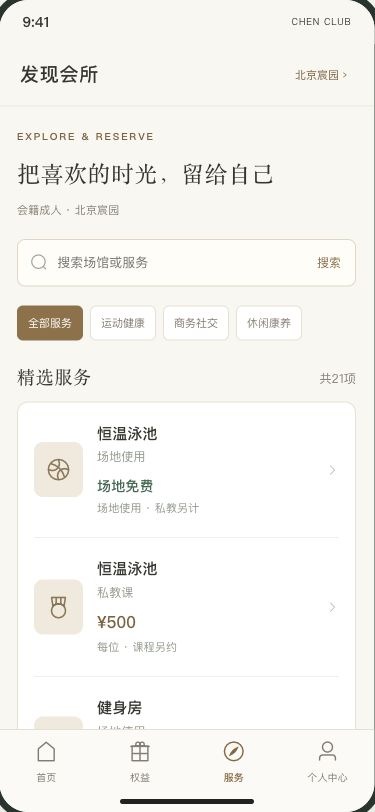 9:41
CHEN CLUB
发现会所
北京宸园 ›
EXPLORE & RESERVE
把喜欢的时光，留给自己
会籍成人 · 北京宸园
搜索场馆或服务
搜索
全部服务
运动健康
商务社交
休闲康养
精选服务
共21项
恒温泳池
场地使用
场地免费
场地使用 · 私教另计
恒温泳池
私教课
¥500
每位 · 课程另约
健身房
首页
权益
服务
个人中心